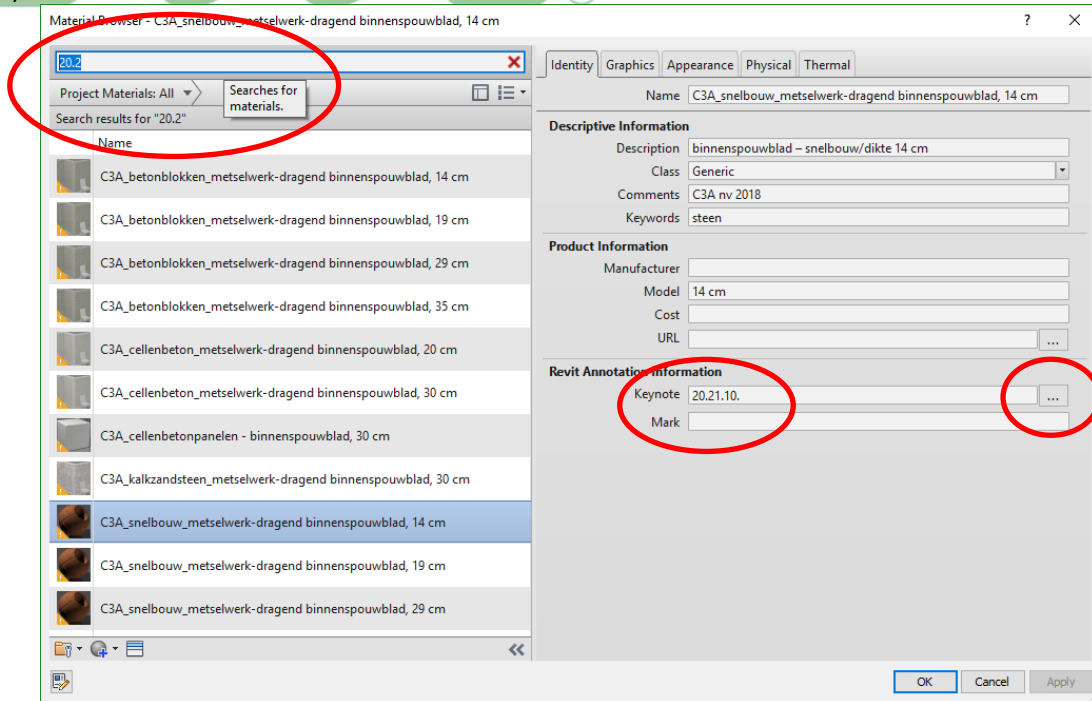 Material Browser - C3A_snelbouw_metselwerk-dragend binnenspouwblad, 14 cm
?
20.2
Project Materials: All
Searches for
materials.
Search results for "20.2"
Name
C3A_betonblokken_metselwerk-dragend binnenspouwblad, 14 cm
C3A_betonblokken_metselwerk-dragend binnenspouwblad, 19 cm
C3A_betonblokken_metselwerk-dragend binnenspouwblad, 29 cm
C3A_betonblokken_metselwerk-dragend binnenspouwblad, 35 cm
C3A_cellenbeton_metselwerk-dragend binnenspouwblad, 20 cm
C3A_cellenbeton_metselwerk-dragend binnenspouwblad, 30 cm
C3A_cellenbetonpanelen - binnenspouwblad, 30 cm
C3A_kalkzandsteen_metselwerk-dragend binnenspouwblad, 30 cm
C3A_snelbouw_metselwerk-dragend binnenspouwblad, 14 cm
C3A_snelbouw_metselwerk-dragend binnenspouwblad, 19 cm
C3A_snelbouw_metselwerk-dragend binnenspouwblad, 29 cm
Identity Graphics Appearance Physical Thermal
Name C3A_snelbouw_metselwerk-dragend binnenspouwblad, 14 cm
Descriptive Information
Description binnenspouwblad – snelbouw/dikte 14 cm
Class Generic
Comments C3A nv 2018
Keywords steen
Product Information
Manufacturer
Model 14 cm
Cost
URL ...
Revit Annotation Information
Keynote 20.21.10. ...
Mark
OK Cancel Apply